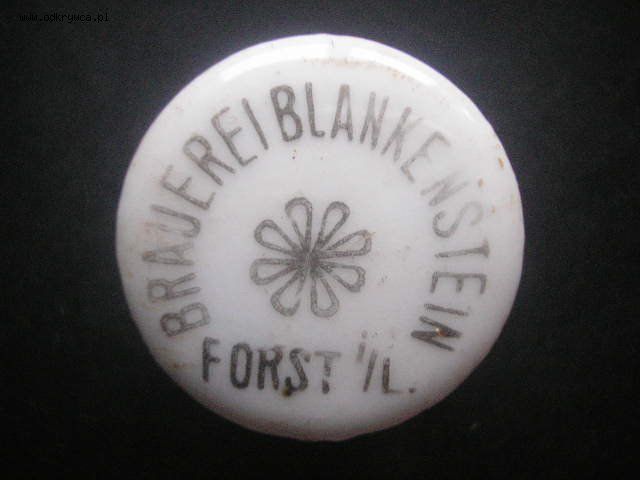 www.odkrywca.pl
BRAUEREI BLANKENSTEIN
FORST I/L.